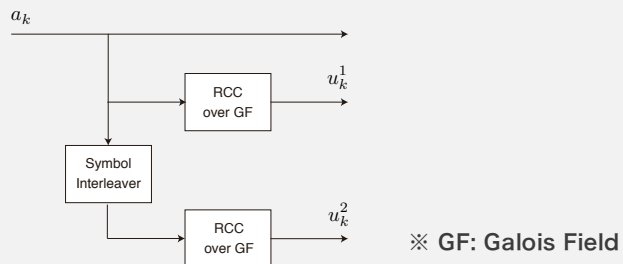 a_k
u_k^1
RCC
over GF
Symbol
Interleaver
u_k^2
RCC
over GF
※ GF: Galois Field